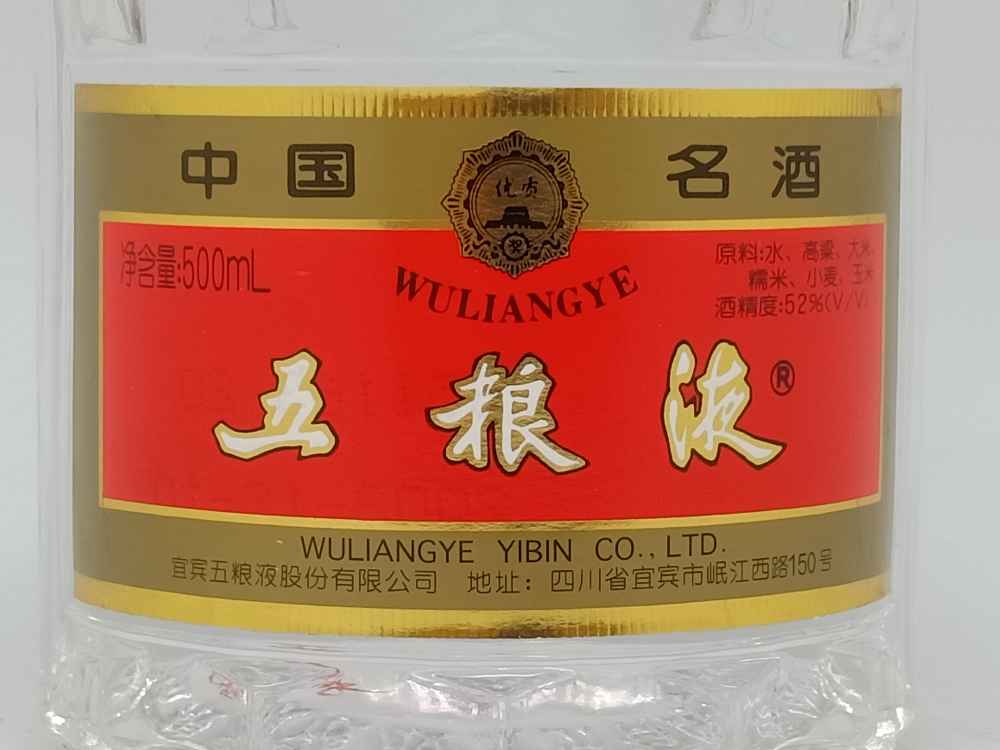 中国 名酒
优质
净含量:500mL
WULIANGYE
原料:水、高粱、大米、
糯米、小麦、玉米
酒精度:52%(V/V)
五粮液®
WULIANGYE YIBIN CO.,LTD.
宜宾五粮液股份有限公司 地址：四川省宜宾市岷江西路150号